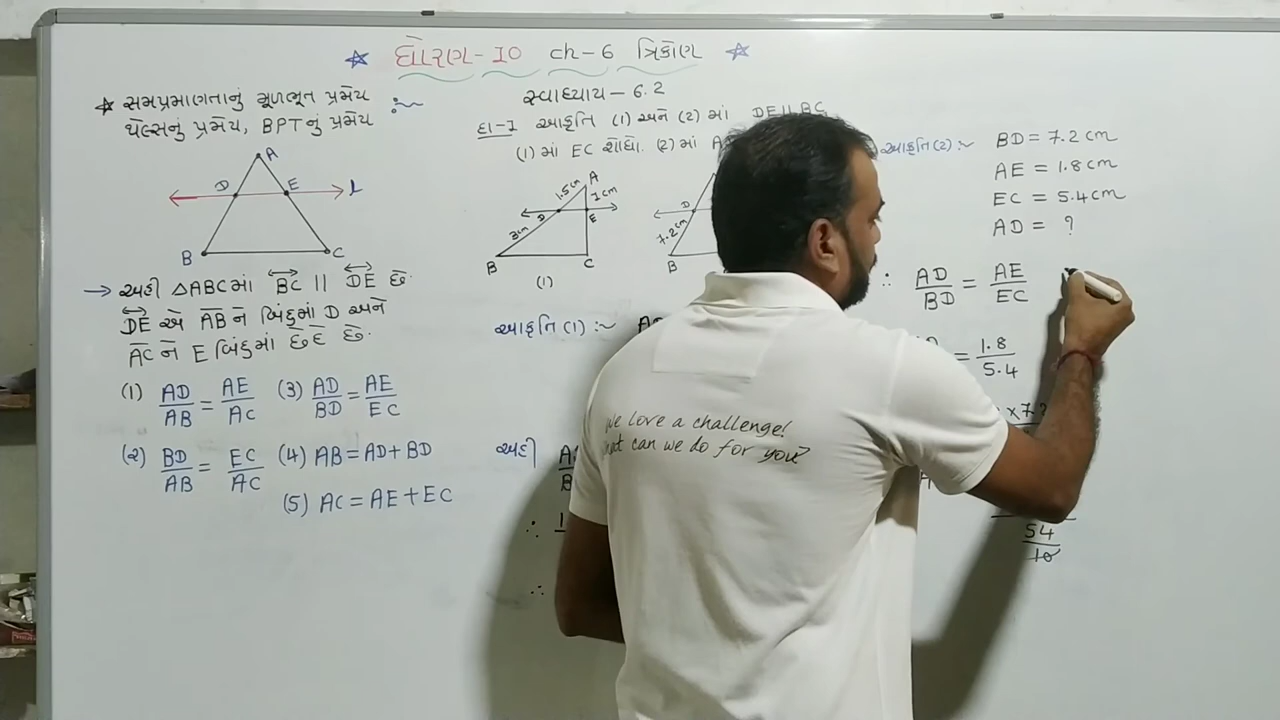 ધોરણ-10 ch-6 ત્રિકોણ
સમપ્રમાણતાનું મૂળભૂત પ્રમેય :~
થેલ્સનું પ્રમેય, BPT નું પ્રમેય
A
D E l
B C
→ અહીં △ABCમાં BC || DE છે.
DE એ AB ને બિંદુમાં D અને
AC ને E બિંદુમાં છેદે છે.
(1) AD/AB = AE/AC (3) AD/BD = AE/EC
(2) BD/AB = EC/AC (4) AB = AD + BD
(5) AC = AE + EC
સ્વાધ્યાય - 6.2
દા-1 આકૃતિ (1) અને (2) માં DE || BC
(1) માં EC શોધો. (2) માં
A
1.5cm 1cm
D E
3cm
B C
(1)
D
7.2cm
B
આકૃતિ (1) :~
અહીં
∴
∴
આકૃતિ (2) :~ BD = 7.2 cm
AE = 1.8 cm
EC = 5.4 cm
AD = ?
∴ AD/BD = AE/EC
= 1.8/5.4
× 7.2
54/10
We love a challenge!
What can we do for you?